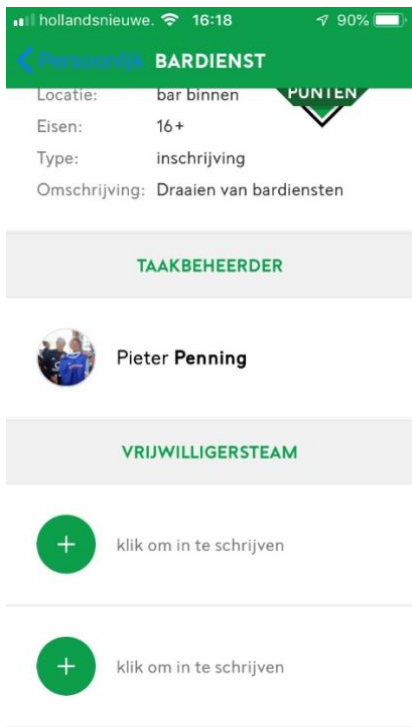 hollandsnieuwe. 16:18 90%
Persoonlijk BARDIENST
Locatie: bar binnen
PUNTEN
Eisen: 16+
Type: inschrijving
Omschrijving: Draaien van bardiensten
TAAKBEHEERDER
Pieter Penning
VRIJWILLIGERSTEAM
+ klik om in te schrijven
+ klik om in te schrijven